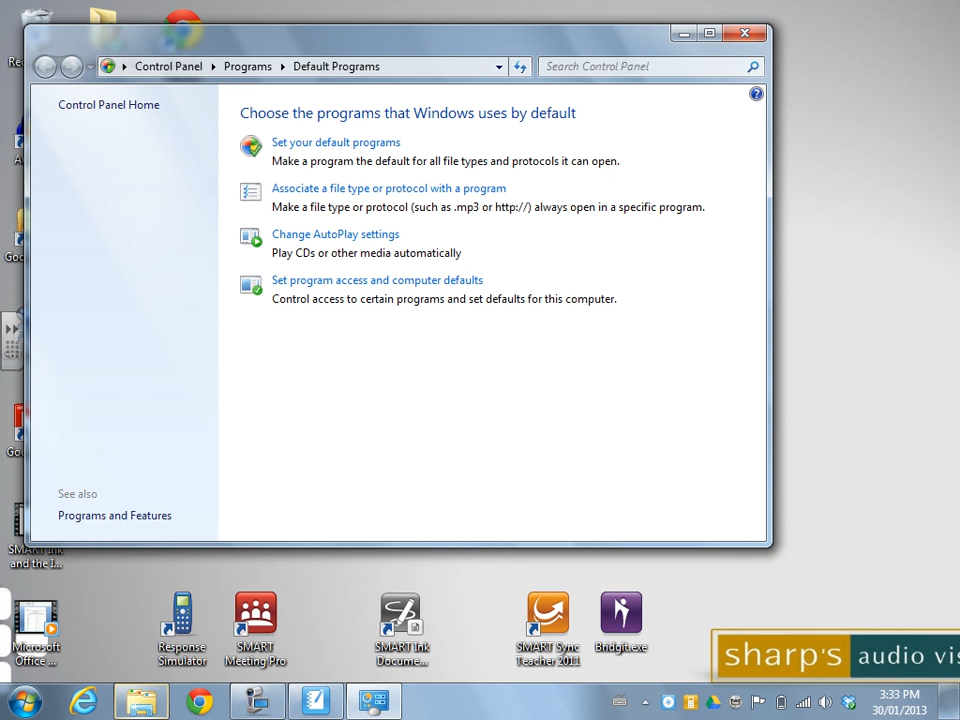 Control Panel
Programs
Default Programs
Search Control Panel
Control Panel Home
Choose the programs that Windows uses by default
Set your default programs
Make a program the default for all file types and protocols it can open.
Associate a file type or protocol with a program
Make a file type or protocol (such as .mp3 or http://) always open in a specific program.
Change AutoPlay settings
Play CDs or other media automatically
Set program access and computer defaults
Control access to certain programs and set defaults for this computer.
See also
Programs and Features
SMART Ink
and the I...
Microsoft
Office ...
Response
Simulator
SMART
Meeting Pro
SMART Ink
Docume...
SMART Sync
Teacher 2011
Bridgit.exe
sharp's audio vis
3:33 PM
30/01/2013